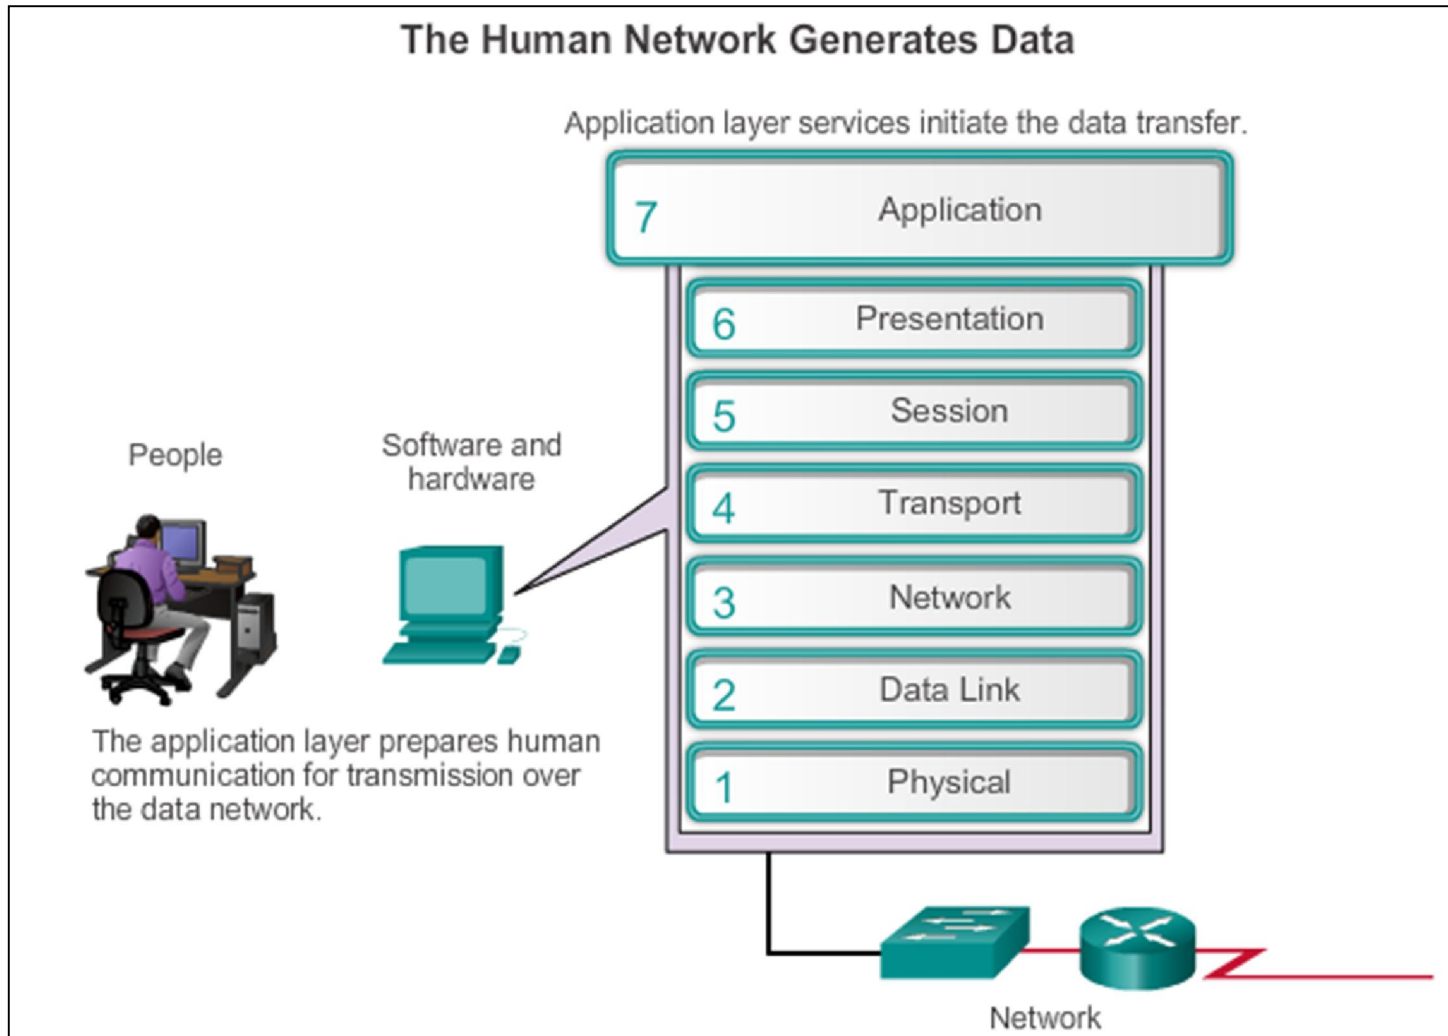 The Human Network Generates Data
Application layer services initiate the data transfer.
7 Application
6 Presentation
5 Session
4 Transport
3 Network
2 Data Link
1 Physical
People
Software and
hardware
The application layer prepares human
communication for transmission over
the data network.
Network